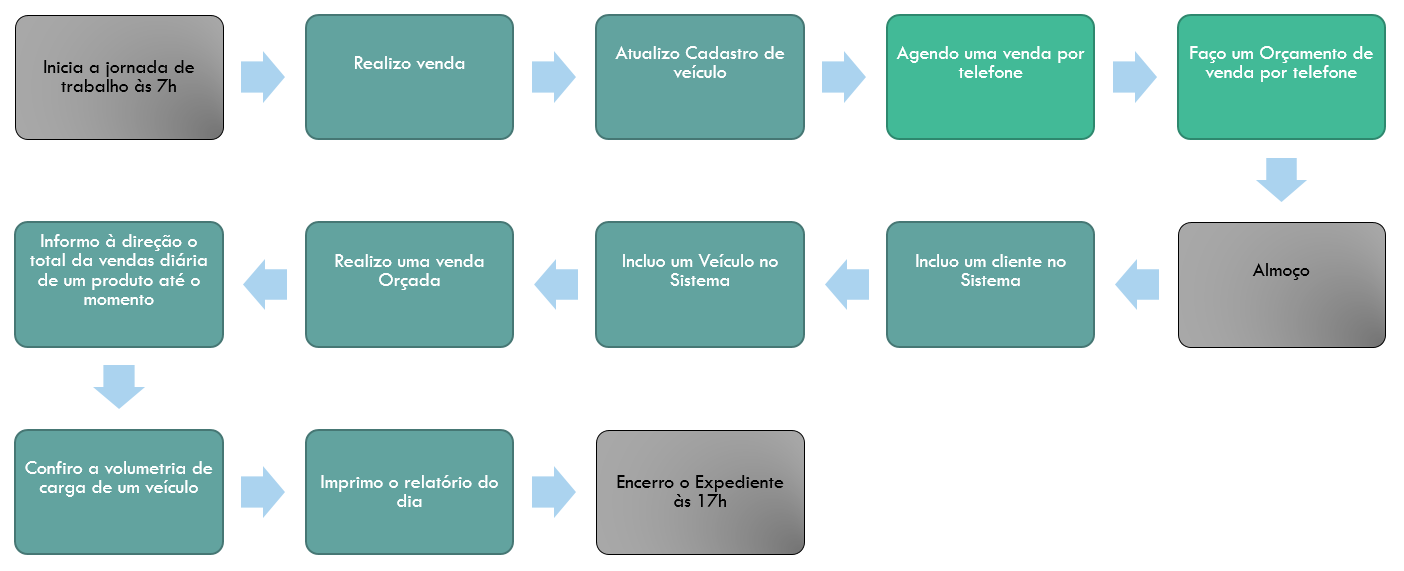 Inicia a jornada de
trabalho às 7h
Realizo venda
Atualizo Cadastro de
veículo
Agendo uma venda por
telefone
Faço um Orçamento de
venda por telefone
Almoço
Incluo um cliente no
Sistema
Incluo um Veículo no
Sistema
Realizo uma venda
Orçada
Informo à direção o
total da vendas diária
de um produto até o
momento
Confiro a volumetria de
carga de um veículo
Imprimo o relatório do
dia
Encerro o Expediente
às 17h